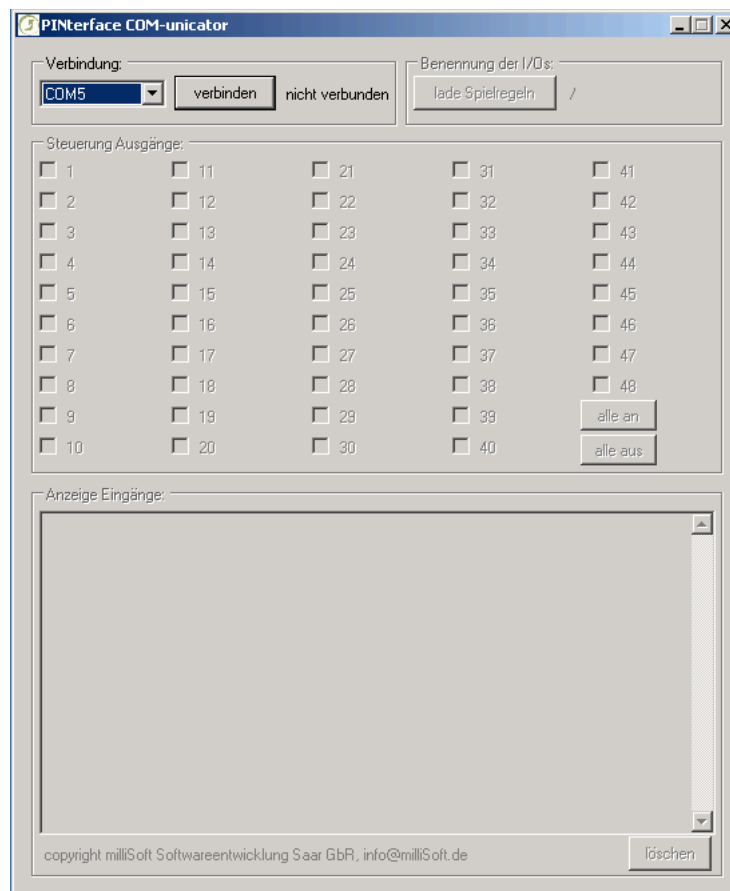 PINterface COM-unicator
Verbindung:
Benennung der I/Os:
COM5 verbinden nicht verbunden lade Spielregeln /
Steuerung Ausgänge:
1 11 21 31 41
2 12 22 32 42
3 13 23 33 43
4 14 24 34 44
5 15 25 35 45
6 16 26 36 46
7 17 27 37 47
8 18 28 38 48
9 19 29 39 alle an
10 20 30 40 alle aus
Anzeige Eingänge:
copyright milliSoft Softwareentwicklung Saar GbR, info@milliSoft.de löschen